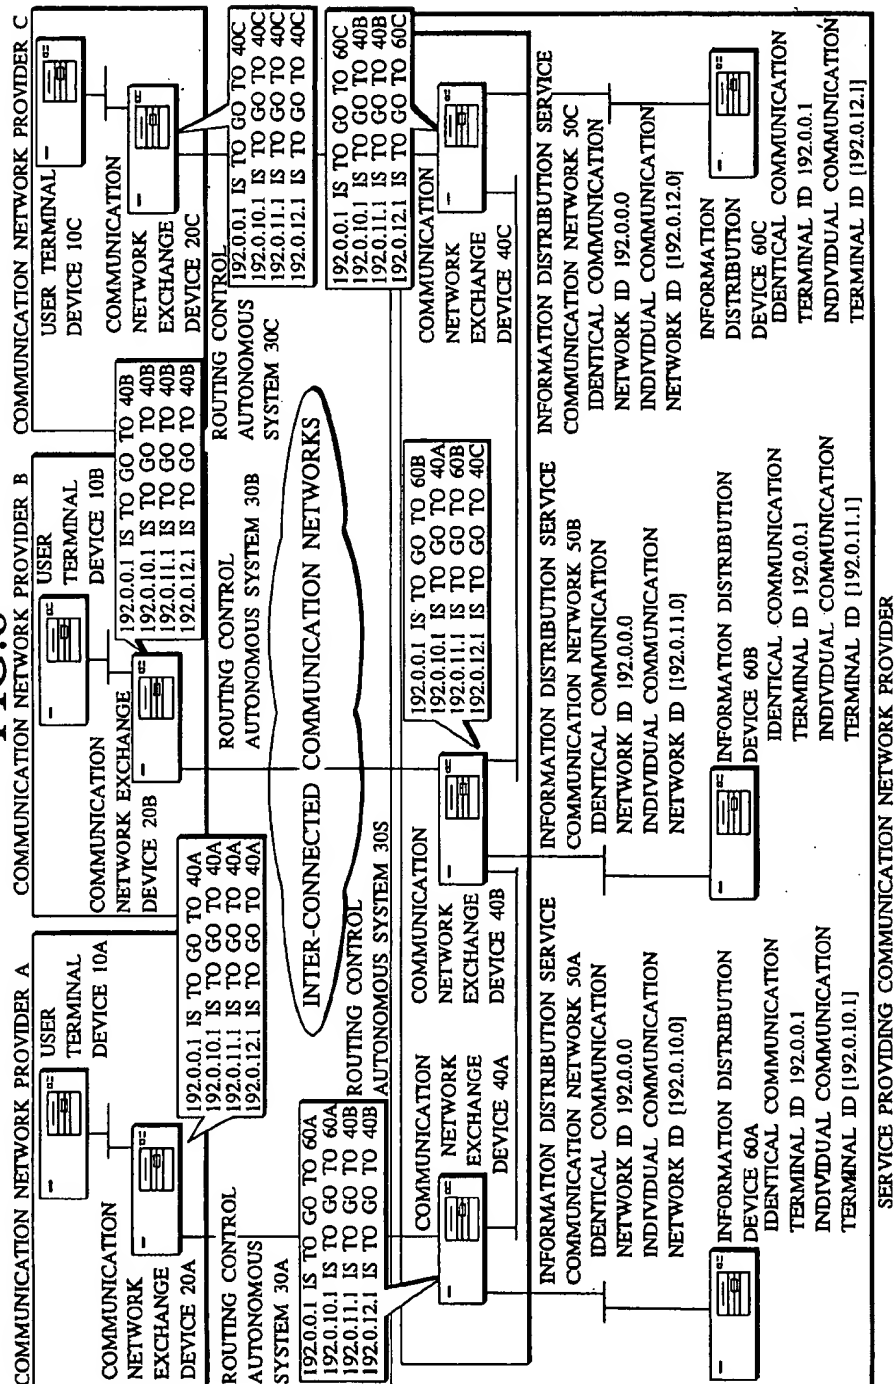 COMMUNICATION NETWORK PROVIDER A
USER
TERMINAL
DEVICE 10A
COMMUNICATION
NETWORK
EXCHANGE
DEVICE 20A
192.0.0.1 IS TO GO TO 40A
192.0.10.1 IS TO GO TO 40A
192.0.11.1 IS TO GO TO 40A
192.0.12.1 IS TO GO TO 40A
ROUTING CONTROL
AUTONOMOUS
SYSTEM 30A
COMMUNICATION NETWORK PROVIDER B
USER
TERMINAL
DEVICE 10B
COMMUNICATION
NETWORK EXCHANGE
DEVICE 20B
192.0.0.1 IS TO GO TO 40B
192.0.10.1 IS TO GO TO 40B
192.0.11.1 IS TO GO TO 40B
192.0.12.1 IS TO GO TO 40B
ROUTING CONTROL
AUTONOMOUS SYSTEM 30B
COMMUNICATION NETWORK PROVIDER C
USER TERMINAL
DEVICE 10C
COMMUNICATION
NETWORK
EXCHANGE
DEVICE 20C
192.0.0.1 IS TO GO TO 40C
192.0.10.1 IS TO GO TO 40C
192.0.11.1 IS TO GO TO 40C
192.0.12.1 IS TO GO TO 40C
ROUTING CONTROL
AUTONOMOUS
SYSTEM 30C
INTER-CONNECTED COMMUNICATION NETWORKS
ROUTING CONTROL
AUTONOMOUS SYSTEM 30S
192.0.0.1 IS TO GO TO 60A
192.0.10.1 IS TO GO TO 60A
192.0.11.1 IS TO GO TO 40B
192.0.12.1 IS TO GO TO 40B
COMMUNICATION
NETWORK
EXCHANGE
DEVICE 40A
COMMUNICATION
NETWORK
EXCHANGE
DEVICE 40B
192.0.0.1 IS TO GO TO 60B
192.0.10.1 IS TO GO TO 40A
192.0.11.1 IS TO GO TO 60B
192.0.12.1 IS TO GO TO 40C
COMMUNICATION
NETWORK
EXCHANGE
DEVICE 40C
192.0.0.1 IS TO GO TO 60C
192.0.10.1 IS TO GO TO 40B
192.0.11.1 IS TO GO TO 40B
192.0.12.1 IS TO GO TO 60C
INFORMATION DISTRIBUTION SERVICE
COMMUNICATION NETWORK 50A
IDENTICAL COMMUNICATION
NETWORK ID 192.0.0.0
INDIVIDUAL COMMUNICATION
NETWORK ID [192.0.10.0]
INFORMATION DISTRIBUTION
DEVICE 60A
IDENTICAL COMMUNICATION
TERMINAL ID 192.0.0.1
INDIVIDUAL COMMUNICATION
TERMINAL ID [192.0.10.1]
INFORMATION DISTRIBUTION SERVICE
COMMUNICATION NETWORK 50B
IDENTICAL COMMUNICATION
NETWORK ID 192.0.0.0
INDIVIDUAL COMMUNICATION
NETWORK ID [192.0.11.0]
INFORMATION DISTRIBUTION
DEVICE 60B
IDENTICAL COMMUNICATION
TERMINAL ID 192.0.0.1
INDIVIDUAL COMMUNICATION
TERMINAL ID [192.0.11.1]
INFORMATION DISTRIBUTION SERVICE
COMMUNICATION NETWORK 50C
IDENTICAL COMMUNICATION
NETWORK ID 192.0.0.0
INDIVIDUAL COMMUNICATION
NETWORK ID [192.0.12.0]
INFORMATION
DISTRIBUTION
DEVICE 60C
IDENTICAL COMMUNICATION
TERMINAL ID 192.0.0.1
INDIVIDUAL COMMUNICATION
TERMINAL ID [192.0.12.1]
SERVICE PROVIDING COMMUNICATION NETWORK PROVIDER